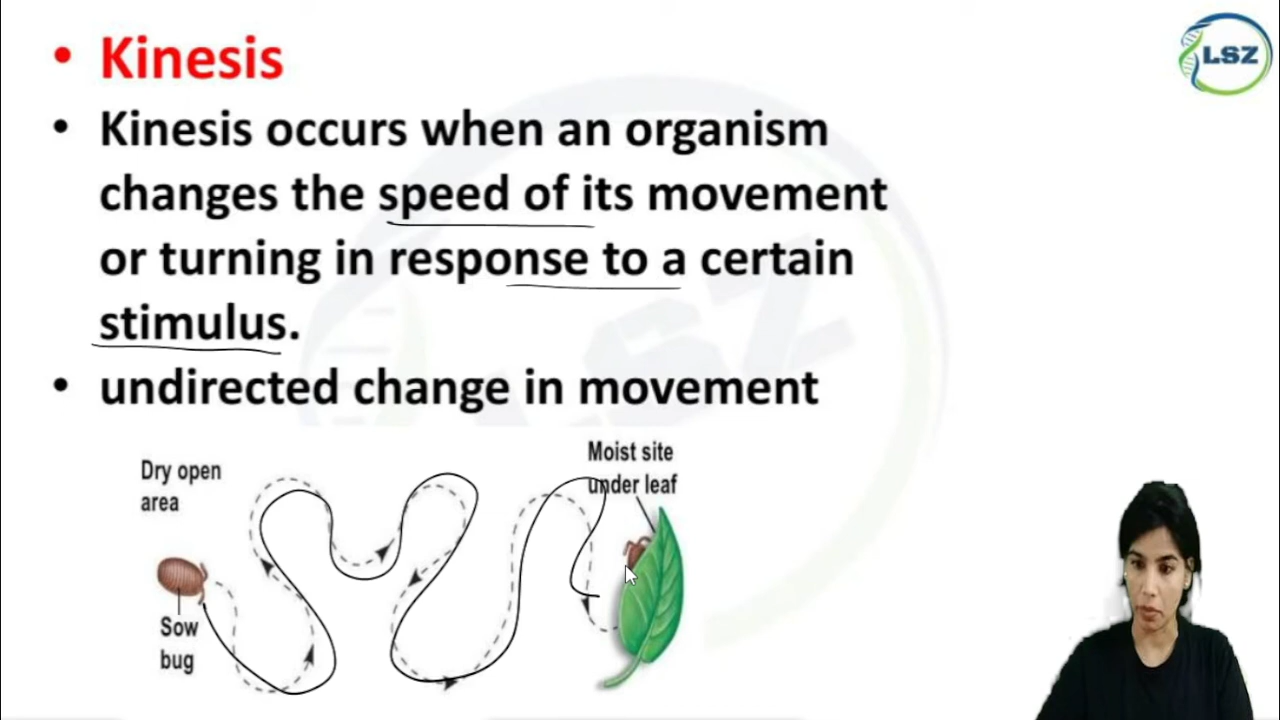 • Kinesis
• Kinesis occurs when an organism
changes the speed of its movement
or turning in response to a certain
stimulus.
• undirected change in movement
Dry open
area
Moist site
under leaf
Sow
bug
LSZ
LSZ